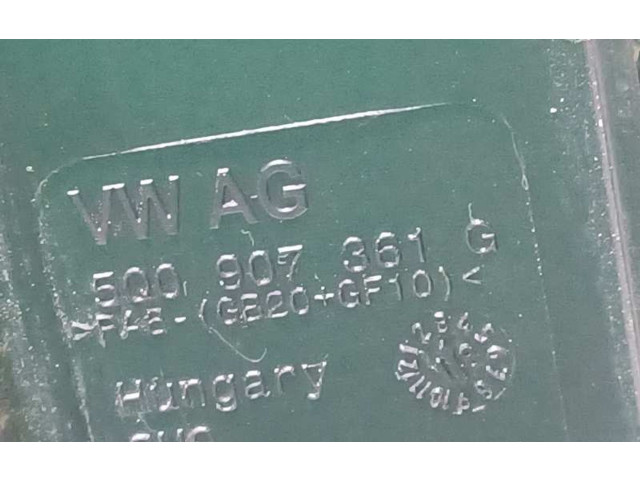 VW AG
5Q0 907 361 G
>PA6-(GB20+GF10)<
Hungary